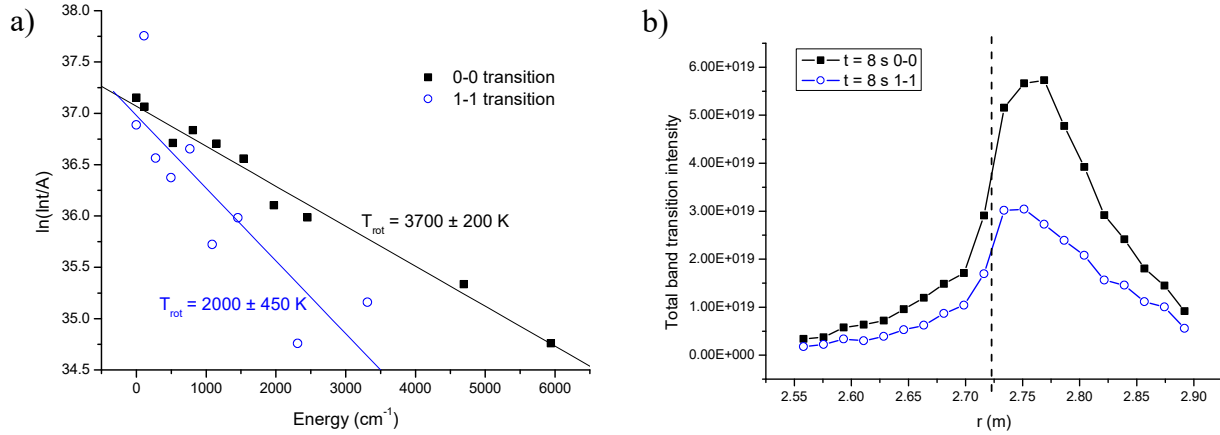 a)
38.0
37.5
37.0
36.5
36.0
35.5
35.0
34.5
ln(Int/A)
0-0 transition
1-1 transition
T_rot = 3700 ± 200 K
T_rot = 2000 ± 450 K
0 1000 2000 3000 4000 5000 6000
Energy (cm⁻¹)
b)
t = 8 s 0-0
t = 8 s 1-1
6.00E+019
5.00E+019
4.00E+019
3.00E+019
2.00E+019
1.00E+019
0.00E+000
Total band transition intensity
2.55 2.60 2.65 2.70 2.75 2.80 2.85 2.90
r (m)